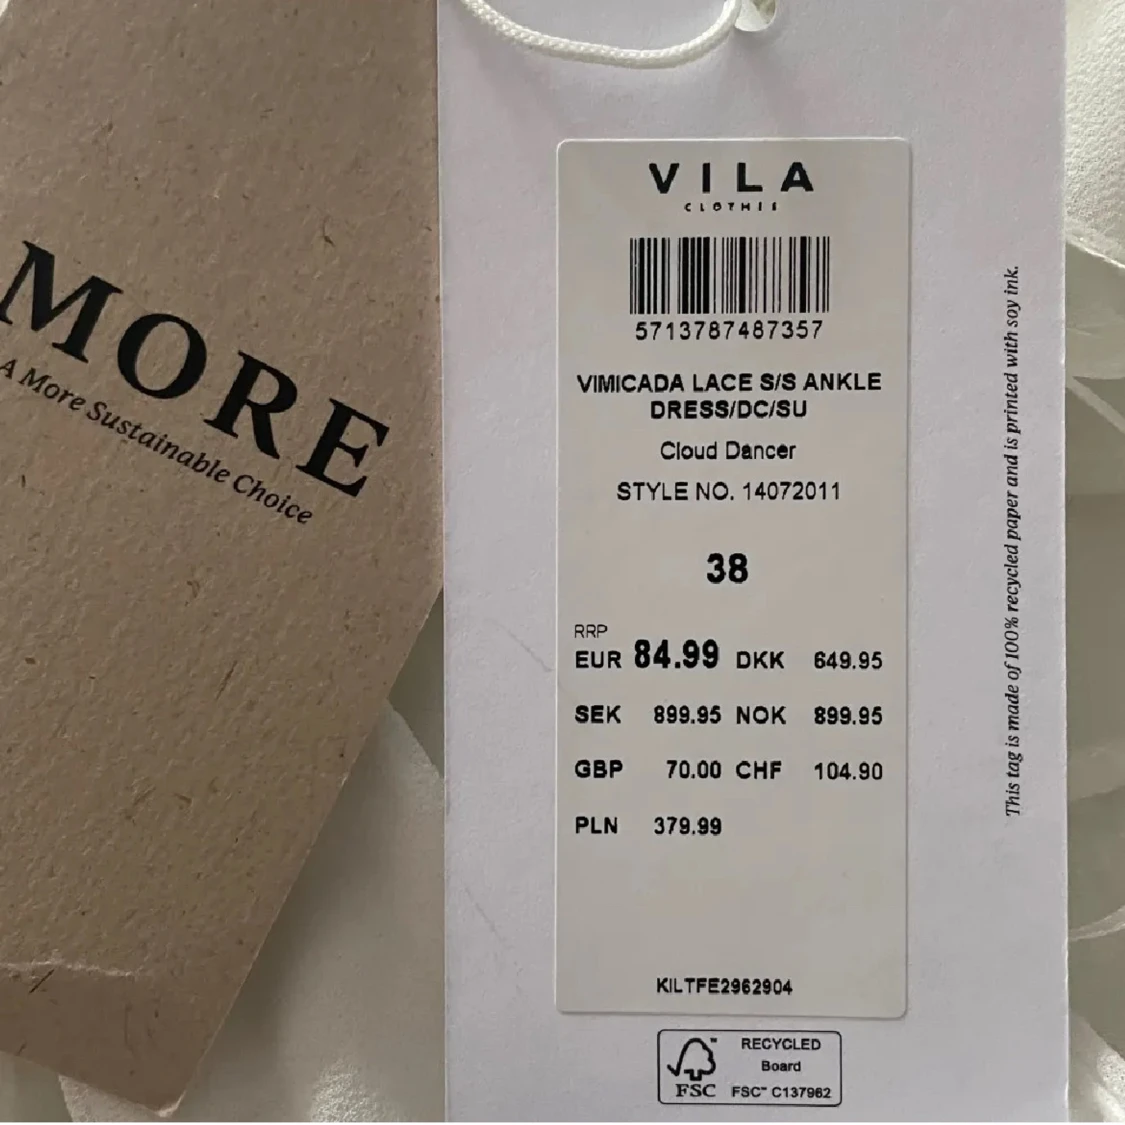 MORE
A More Sustainable Choice
VILA
CLOTHES
5713787487357
VIMICADA LACE S/S ANKLE
DRESS/DC/SU
Cloud Dancer
STYLE NO. 14072011
38
RRP
EUR 84.99 DKK 649.95
SEK 899.95 NOK 899.95
GBP 70.00 CHF 104.90
PLN 379.99
KILTFE2962904
FSC™
RECYCLED
Board
FSC™ C137962
This tag is made of 100% recycled paper and is printed with soy ink.